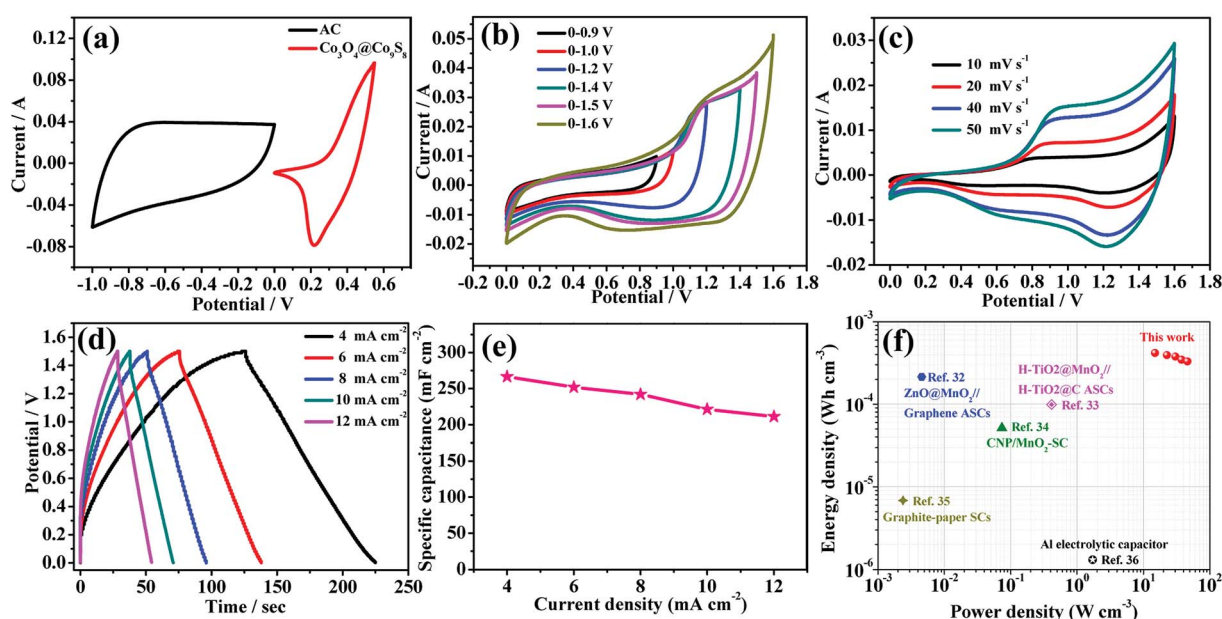 (a)
AC
Co₃O₄@Co₉S₈
0.12
0.08
0.04
0.00
-0.04
-0.08
Current / A
-1.0 -0.8 -0.6 -0.4 -0.2 0.0 0.2 0.4 0.6
Potential / V
(b)
0-0.9 V
0-1.0 V
0-1.2 V
0-1.4 V
0-1.5 V
0-1.6 V
0.05
0.04
0.03
0.02
0.01
0.00
-0.01
-0.02
Current / A
0.0 0.2 0.4 0.6 0.8 1.0 1.2 1.4 1.6 1.8
Potential / V
(c)
10 mV s⁻¹
20 mV s⁻¹
40 mV s⁻¹
50 mV s⁻¹
0.03
0.02
0.01
0.00
-0.01
-0.02
Current / A
0.0 0.2 0.4 0.6 0.8 1.0 1.2 1.4 1.6 1.8
Potential / V
(d)
4 mA cm⁻²
6 mA cm⁻²
8 mA cm⁻²
10 mA cm⁻²
12 mA cm⁻²
1.6
1.4
1.2
1.0
0.8
0.6
0.4
0.2
0.0
Potential / V
0 50 100 150 200 250
Time / sec
(e)
300
250
200
150
100
50
0
Specific capacitance (mF cm⁻²)
4 6 8 10 12
Current density (mA cm⁻²)
(f)
This work
H-TiO2@MnO₂//
H-TiO2@C ASCs
Ref. 33
Ref. 32
ZnO@MnO₂//
Graphene ASCs
Ref. 34
CNP/MnO₂-SC
Ref. 35
Graphite-paper SCs
Al electrolytic capacitor
Ref. 36
10⁻³
10⁻⁴
10⁻⁵
10⁻⁶
Energy density (Wh cm⁻³)
10⁻³ 10⁻² 10⁻¹ 10⁰ 10¹ 10²
Power density (W cm⁻³)